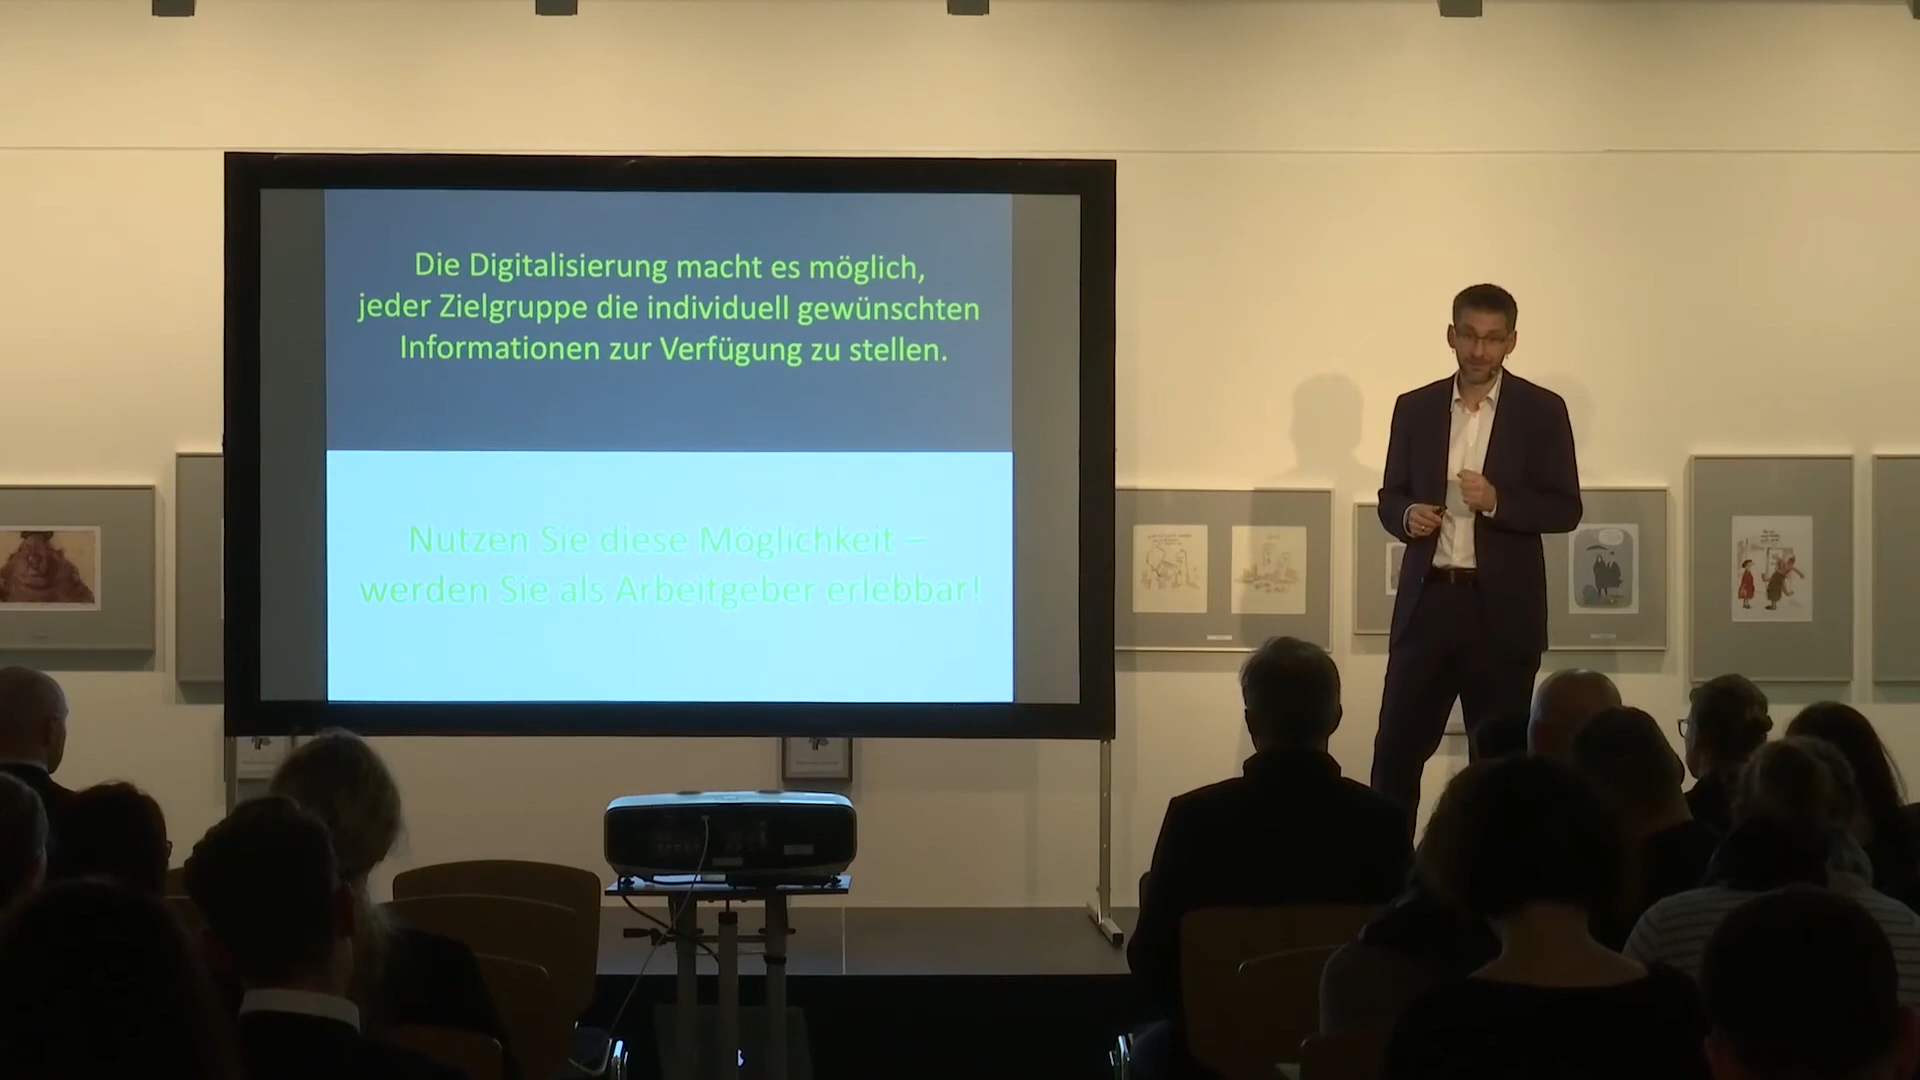 Die Digitalisierung macht es möglich,
jeder Zielgruppe die individuell gewünschten
Informationen zur Verfügung zu stellen.
Nutzen Sie diese Möglichkeit –
werden Sie als Arbeitgeber erlebbar!